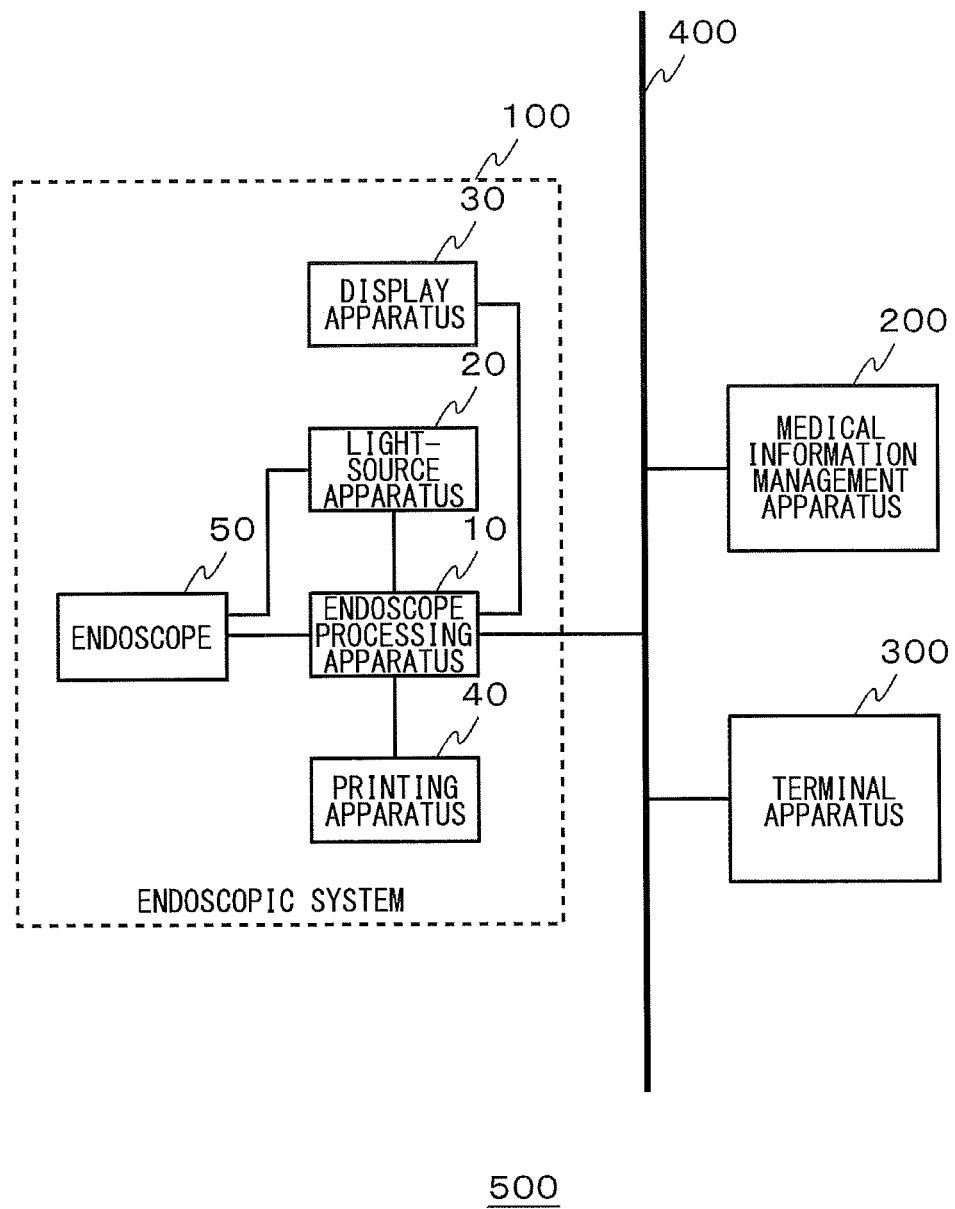 400
100
30
DISPLAY
APPARATUS
200
20
MEDICAL
INFORMATION
MANAGEMENT
APPARATUS
LIGHT-
SOURCE
APPARATUS
50
10
ENDOSCOPE
ENDOSCOPE
PROCESSING
APPARATUS
300
40
TERMINAL
APPARATUS
PRINTING
APPARATUS
ENDOSCOPIC SYSTEM
500